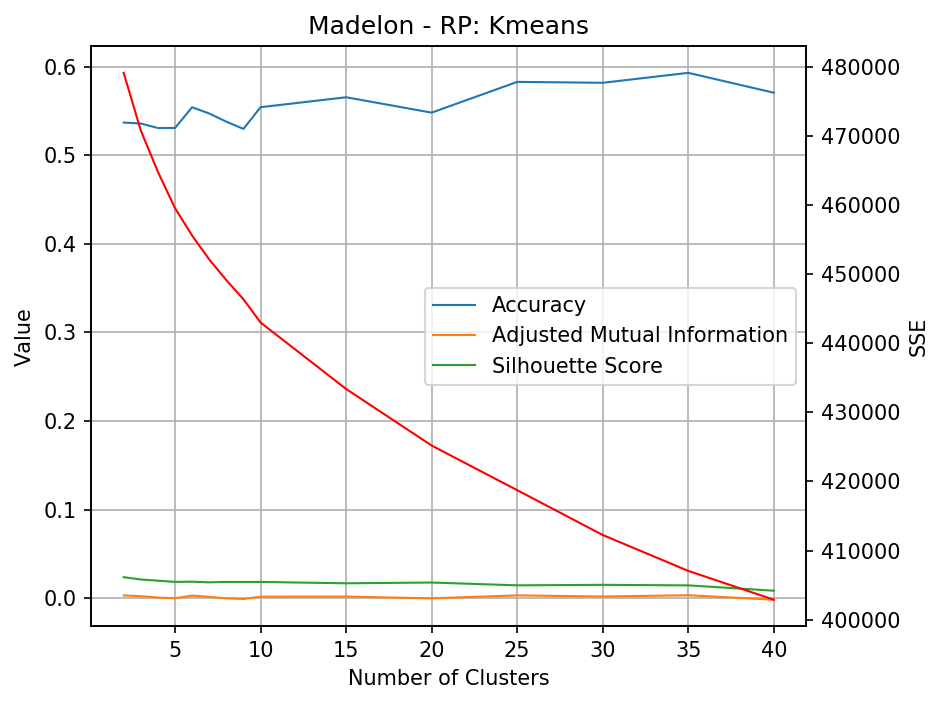 Madelon - RP: Kmeans
0.6
0.5
0.4
0.3
0.2
0.1
0.0
Value
480000
470000
460000
450000
440000
430000
420000
410000
400000
SSE
Accuracy
Adjusted Mutual Information
Silhouette Score
5 10 15 20 25 30 35 40
Number of Clusters